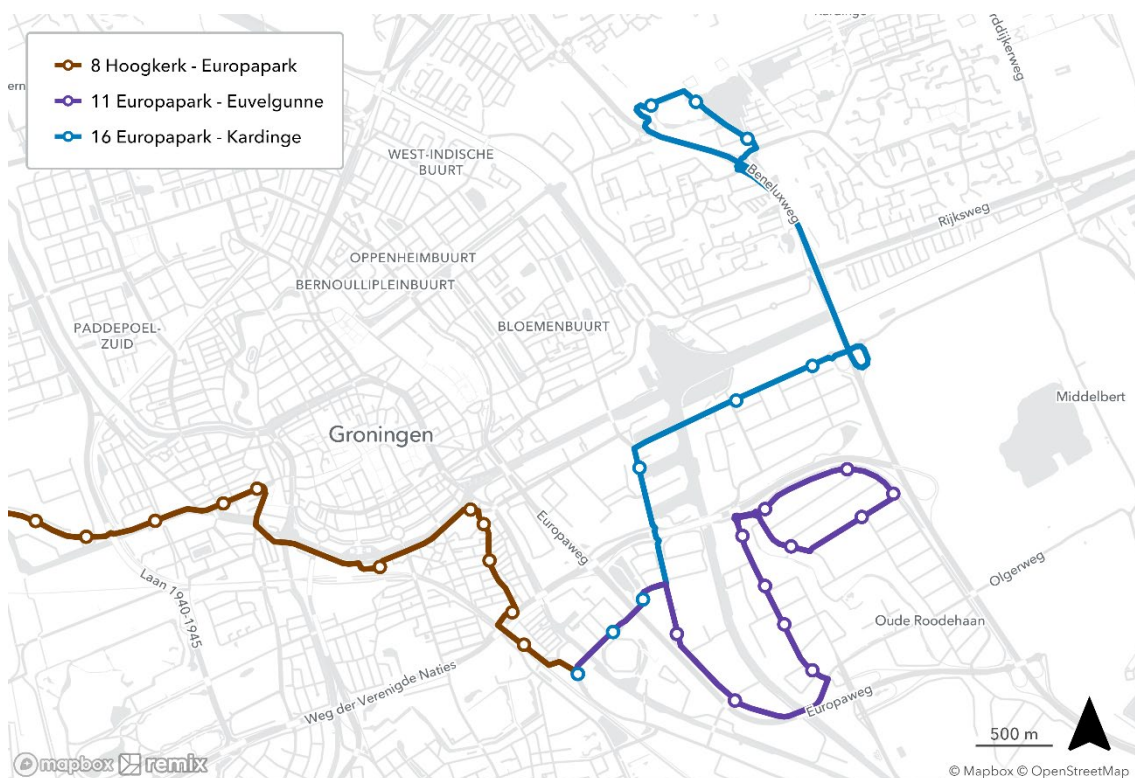 8 Hoogkerk - Europapark
11 Europapark - Euvelgunne
16 Europapark - Kardinge
WEST-INDISCHE
BUURT
Beneluxweg
Rijksweg
OPPENHEIMBUURT
BERNOULLIPLEINBUURT
PADDEPOEL-
ZUID
BLOEMENBUURT
Middelbert
Groningen
Europaweg
Laan 1940-1945
Olgerweg
Oude Roodehaan
Weg der Verenigde Naties
Europaweg
500 m
mapbox remix
© Mapbox © OpenStreetMap